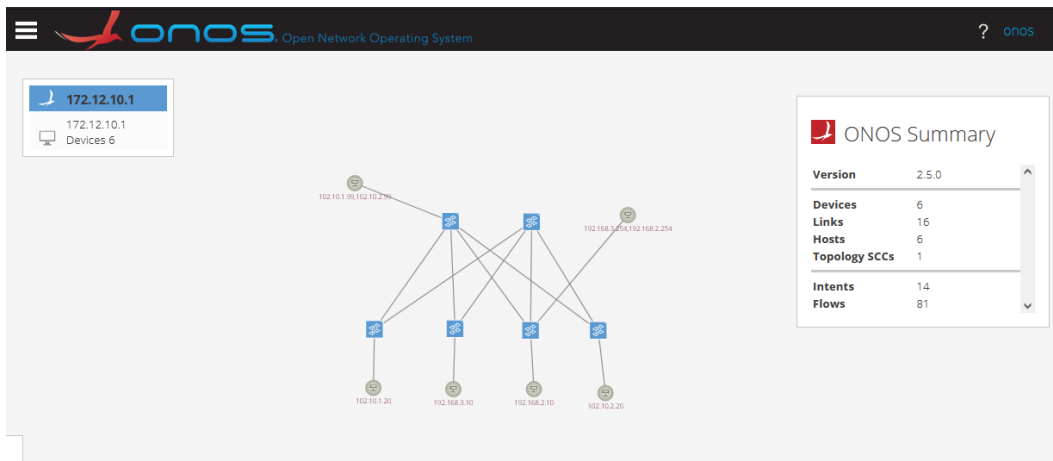 onos. Open Network Operating System
? onos
172.12.10.1
172.12.10.1
Devices 6
102.10.1.99,102.10.2.99
192.168.3.254,192.168.2.254
102.10.1.20
192.168.3.10
192.168.2.10
102.10.2.20
ONOS Summary
Version 2.5.0
Devices 6
Links 16
Hosts 6
Topology SCCs 1
Intents 14
Flows 81